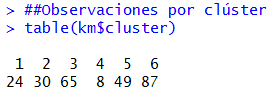 > ##Observaciones por clúster
> table(km$cluster)
1 2 3 4 5 6
24 30 65 8 49 87